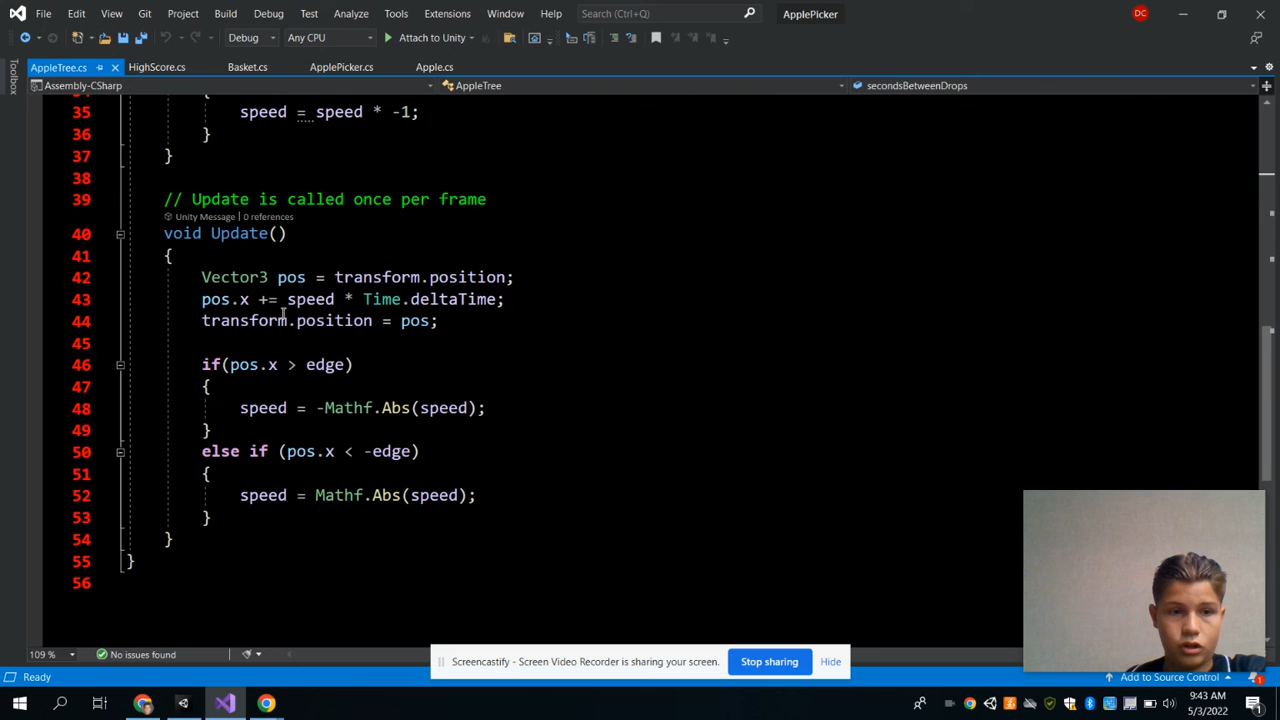 File Edit View Git Project Build Debug Test Analyze Tools Extensions Window Help Search (Ctrl+Q) ApplePicker DC
Debug Any CPU Attach to Unity
AppleTree.cs HighScore.cs Basket.cs ApplePicker.cs Apple.cs
Toolbox
Assembly-CSharp AppleTree secondsBetweenDrops
35 speed = speed * -1;
36 }
37 }
38
39 // Update is called once per frame
Unity Message | 0 references
40 void Update()
41 {
42 Vector3 pos = transform.position;
43 pos.x += speed * Time.deltaTime;
44 transform.position = pos;
45
46 if(pos.x > edge)
47 {
48 speed = -Mathf.Abs(speed);
49 }
50 else if (pos.x < -edge)
51 {
52 speed = Mathf.Abs(speed);
53 }
54 }
55 }
56
109 % No issues found
Screencastify - Screen Video Recorder is sharing your screen. Stop sharing Hide
Ready Add to Source Control 1
9:43 AM
5/3/2022
1